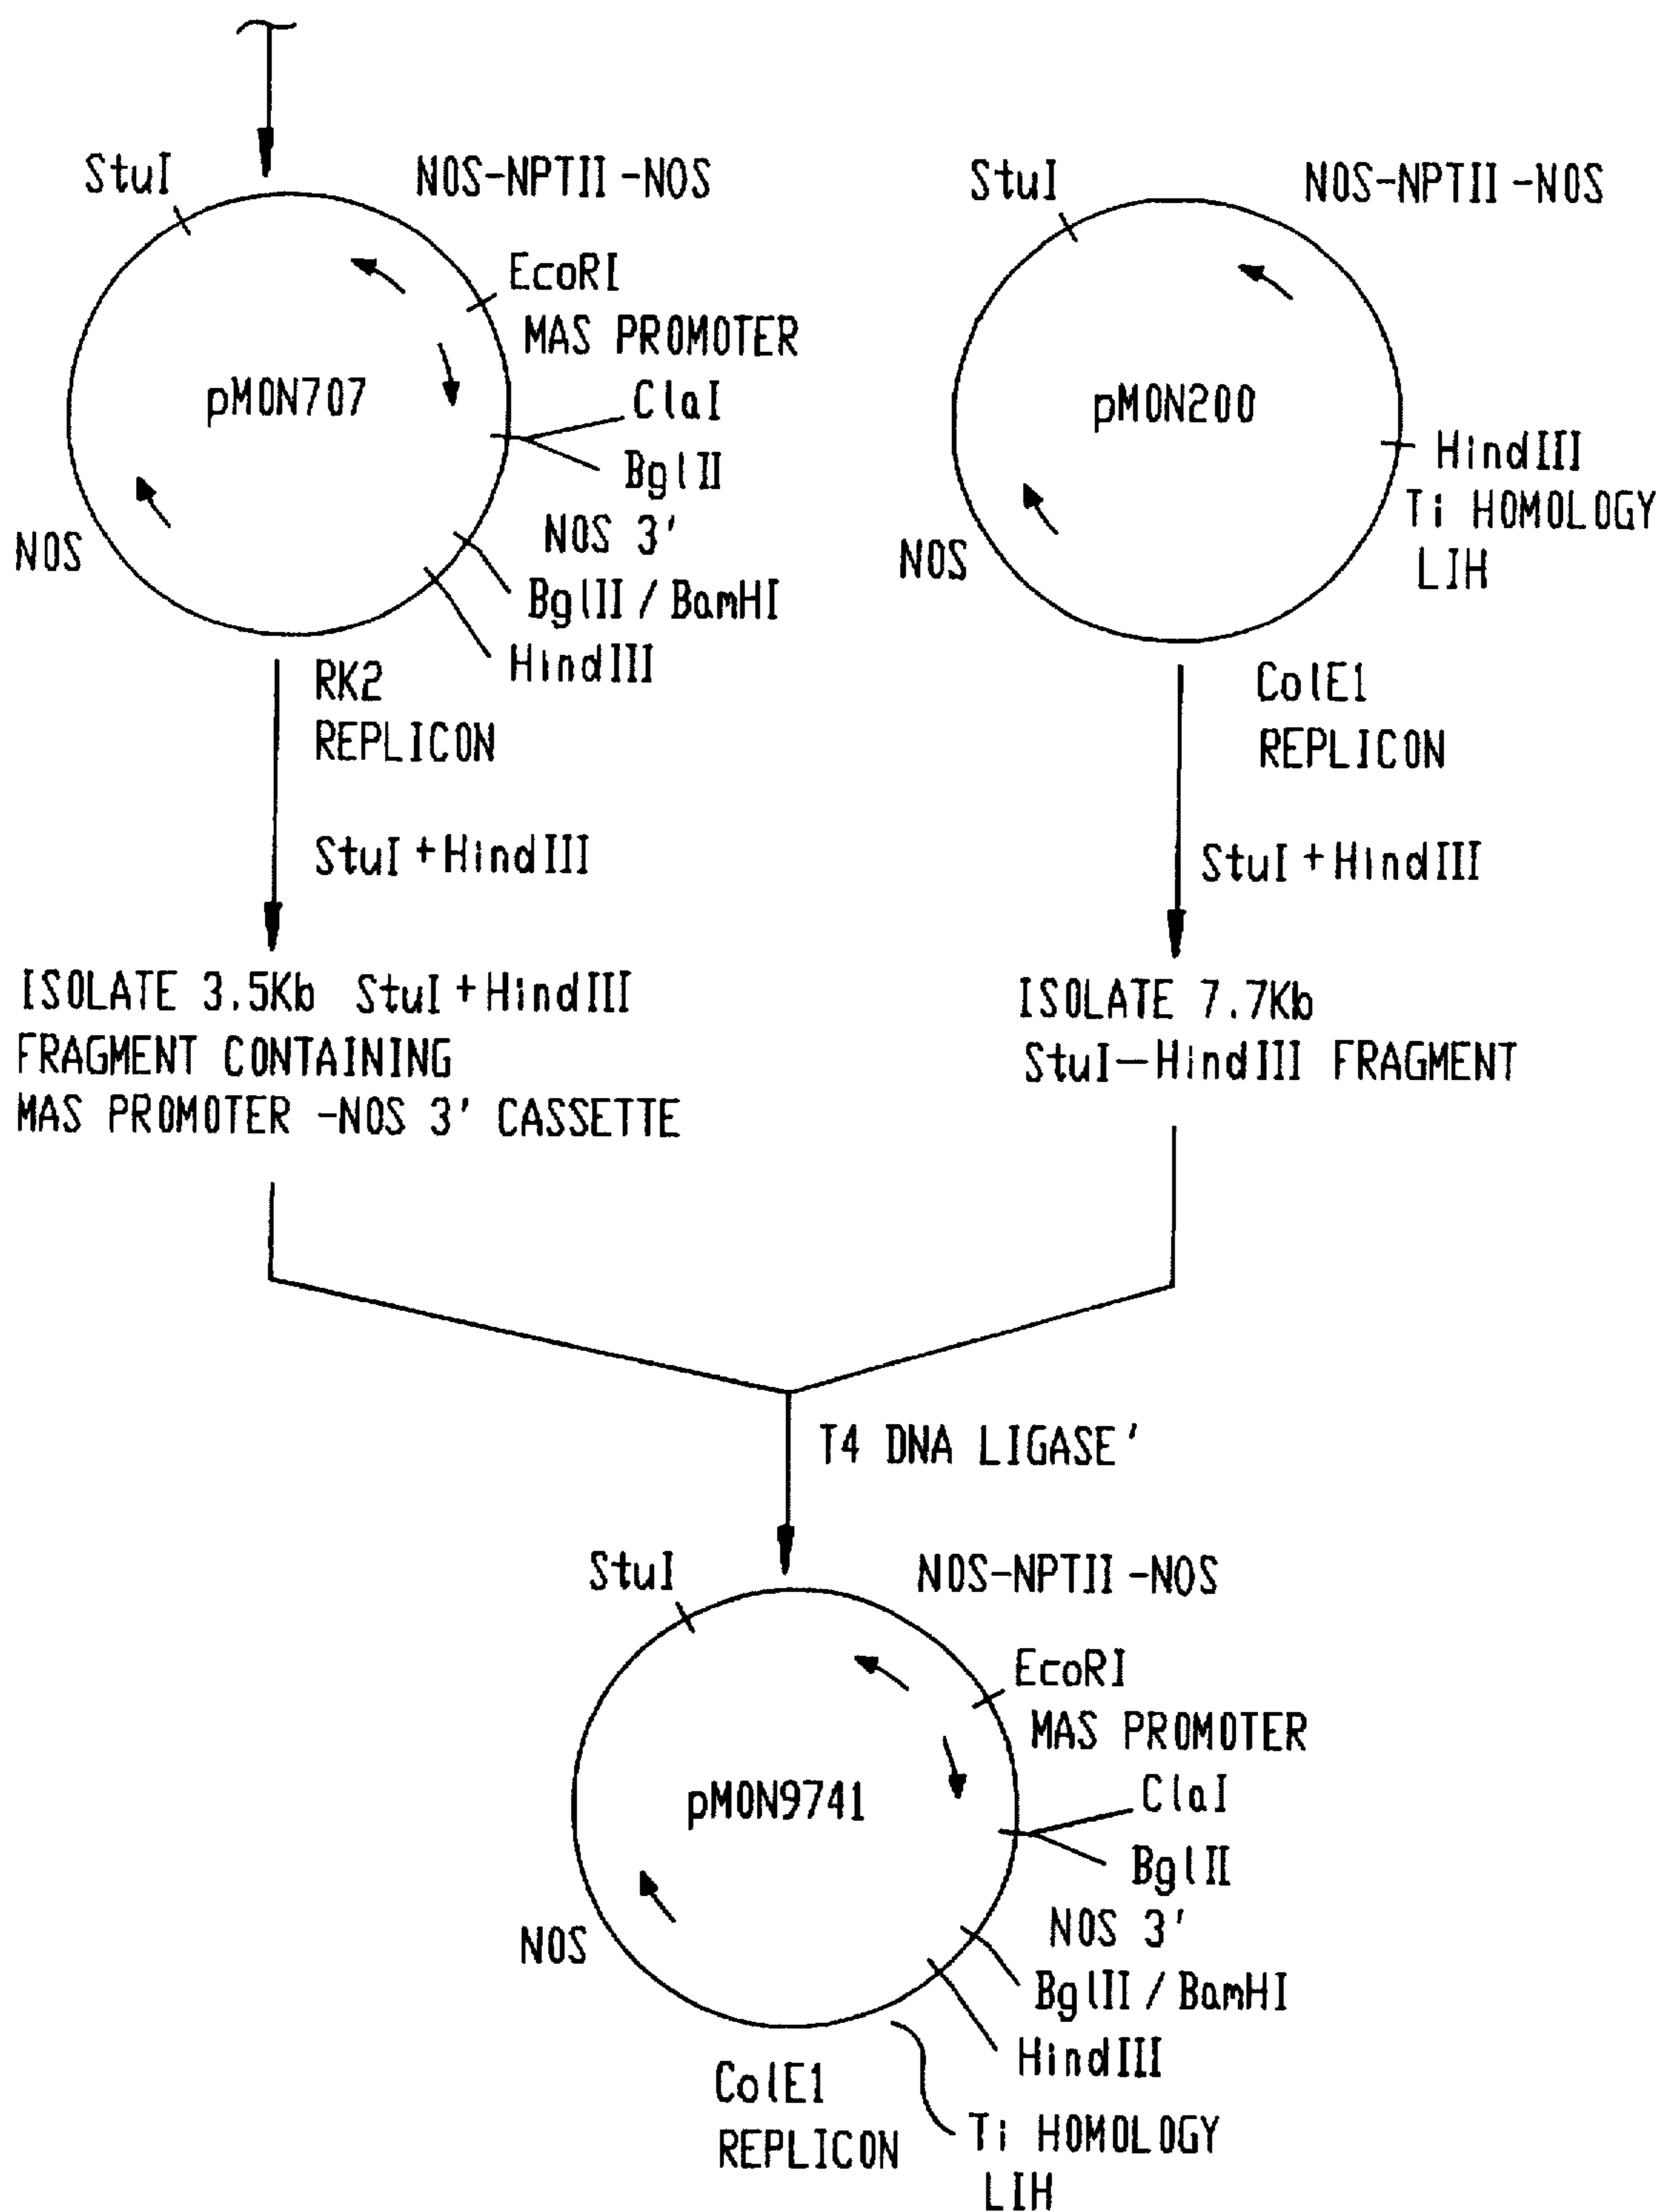 StuI
NOS-NPTII-NOS
EcoRI
MAS PROMOTER
pMON707
ClaI
BglII
NOS 3'
NOS
BglII / BamHI
HindIII
RK2
REPLICON
StuI + HindIII
ISOLATE 3.5Kb StuI + HindIII
FRAGMENT CONTAINING
MAS PROMOTER -NOS 3' CASSETTE
StuI
NOS-NPTII-NOS
pMON200
HindIII
Ti HOMOLOGY
LIH
NOS
ColE1
REPLICON
StuI + HindIII
ISOLATE 7.7Kb
StuI-HindIII FRAGMENT
T4 DNA LIGASE'
StuI
NOS-NPTII-NOS
EcoRI
MAS PROMOTER
pMON9741
ClaI
BglII
NOS 3'
NOS
BglII / BamHI
HindIII
ColE1
REPLICON
Ti HOMOLOGY
LIH